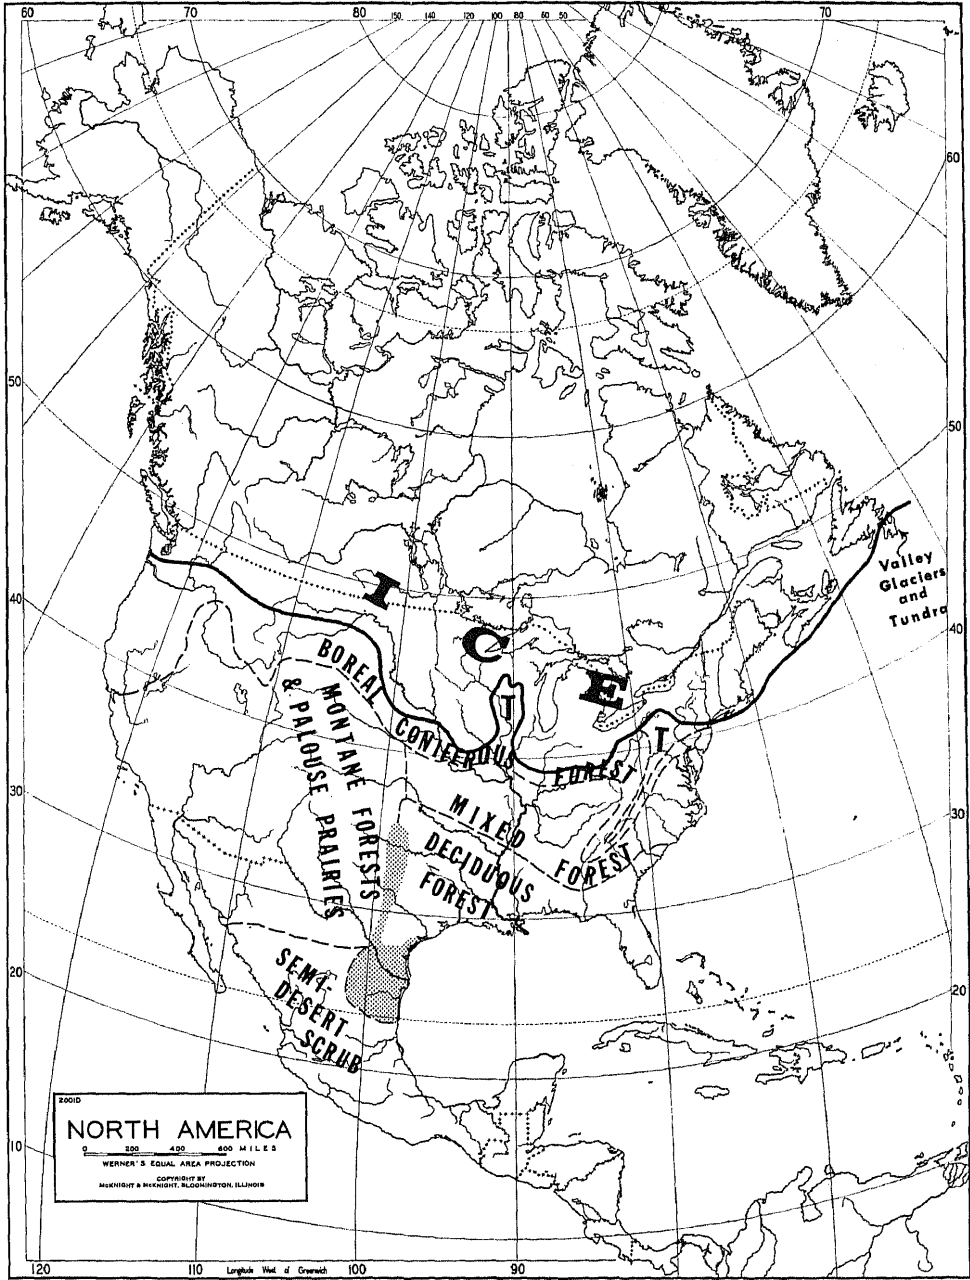 60
70
150
140
120
100
80
60
50
70
60
50
50
40
40
30
30
20
20
10
I
C
E
T
T
Valley
Glaciers
and
Tundra
BOREAL
CONIFEROUS
FOREST
MONTANE FORESTS
& PALOUSE PRAIRIES
MIXED
FOREST
DECIDUOUS
FOREST
SEMI-
DESERT
SCRUB
2001D
NORTH AMERICA
0 200 400 600 MILES
WERNER'S EQUAL AREA PROJECTION
COPYRIGHT BY
McKNIGHT & McKNIGHT, BLOOMINGTON, ILLINOIS
120
110
Longitude West of Greenwich
100
90